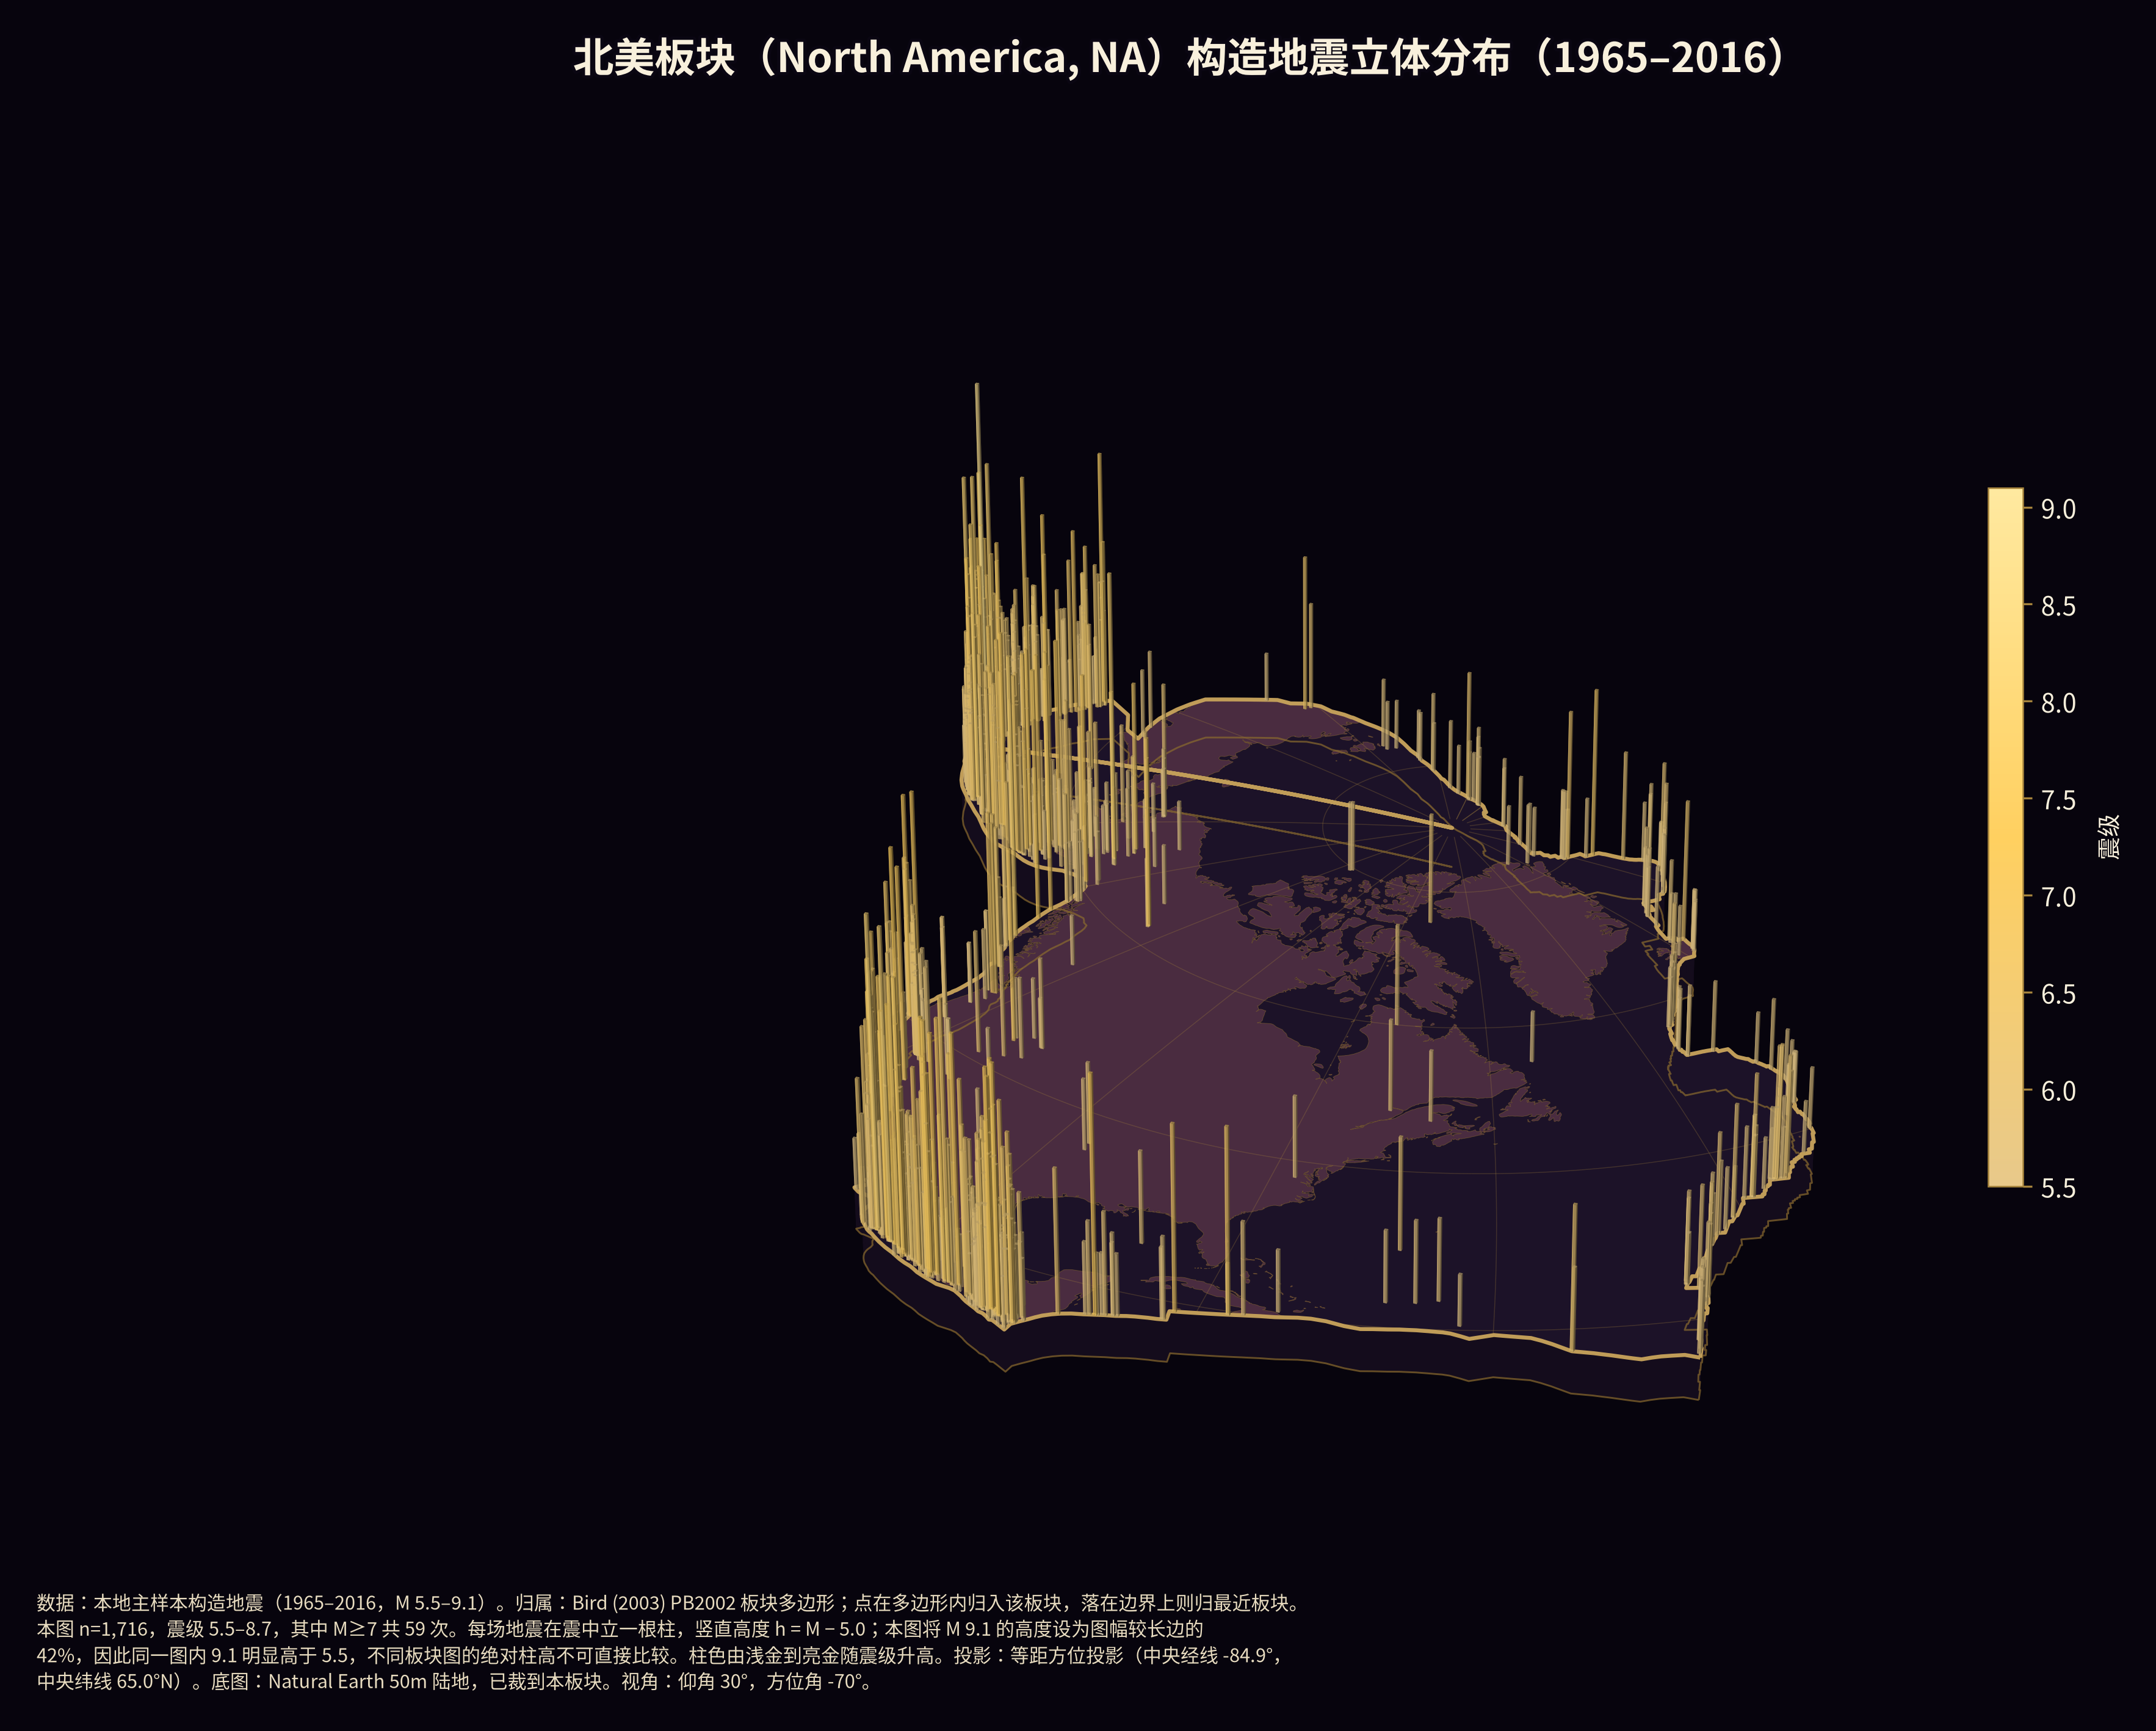 北美板块（North America, NA）构造地震立体分布（1965–2016）
9.0
8.5
8.0
7.5
7.0
6.5
6.0
5.5
震级
数据：本地主样本构造地震（1965–2016，M 5.5–9.1）。归属：Bird (2003) PB2002 板块多边形；点在多边形内归入该板块，落在边界上则归最近板块。
本图 n=1,716，震级 5.5–8.7，其中 M≥7 共 59 次。每场地震在震中立一根柱，竖直高度 h = M − 5.0；本图将 M 9.1 的高度设为图幅较长边的
42%，因此同一图内 9.1 明显高于 5.5，不同板块图的绝对柱高不可直接比较。柱色由浅金到亮金随震级升高。投影：等距方位投影（中央经线 -84.9°，
中央纬线 65.0°N）。底图：Natural Earth 50m 陆地，已裁到本板块。视角：仰角 30°，方位角 -70°。